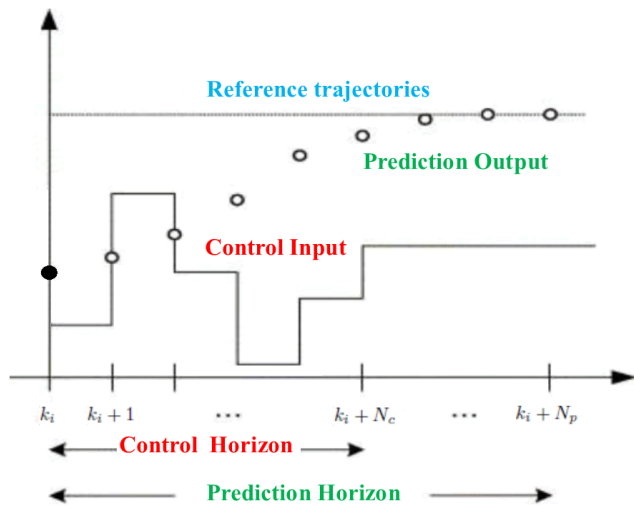 Reference trajectories
Prediction Output
Control Input
k_i k_i + 1 ... k_i + N_c ... k_i + N_p
Control Horizon
Prediction Horizon